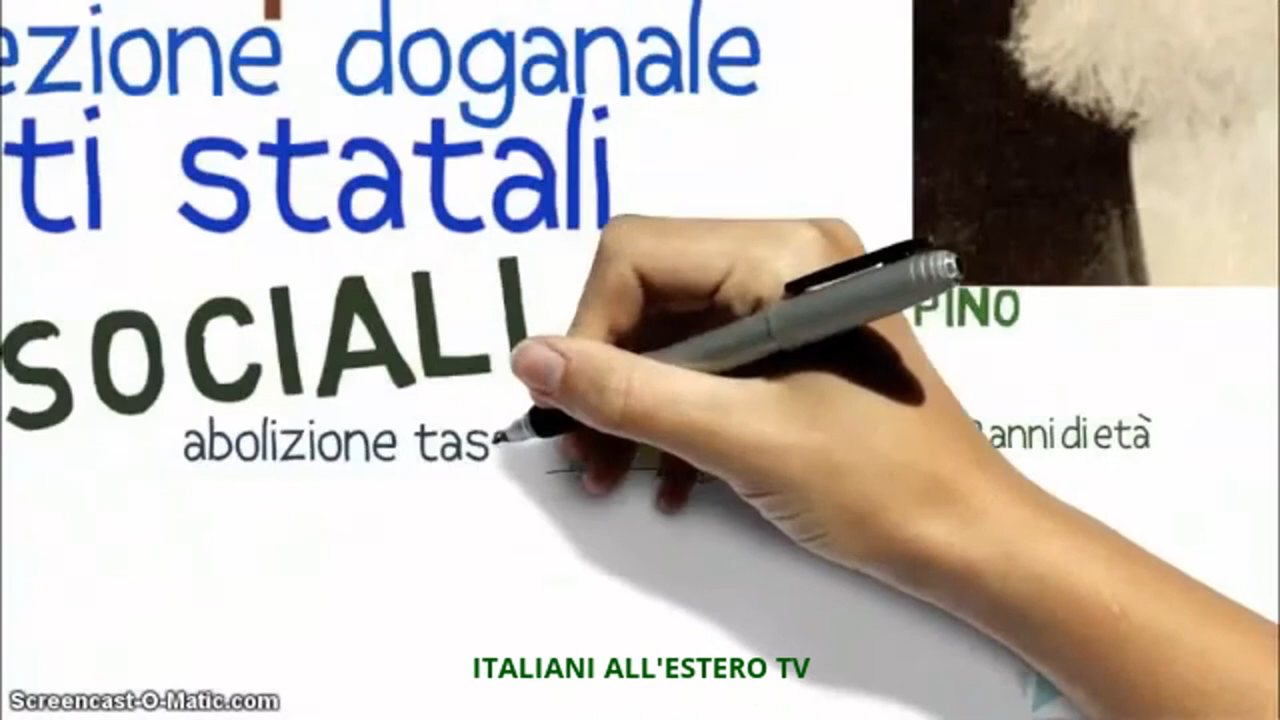 ezione doganale
ti statali
SOCIALI
PINO
abolizione tas
anni di età
ITALIANI ALL'ESTERO TV
Screencast-O-Matic.com